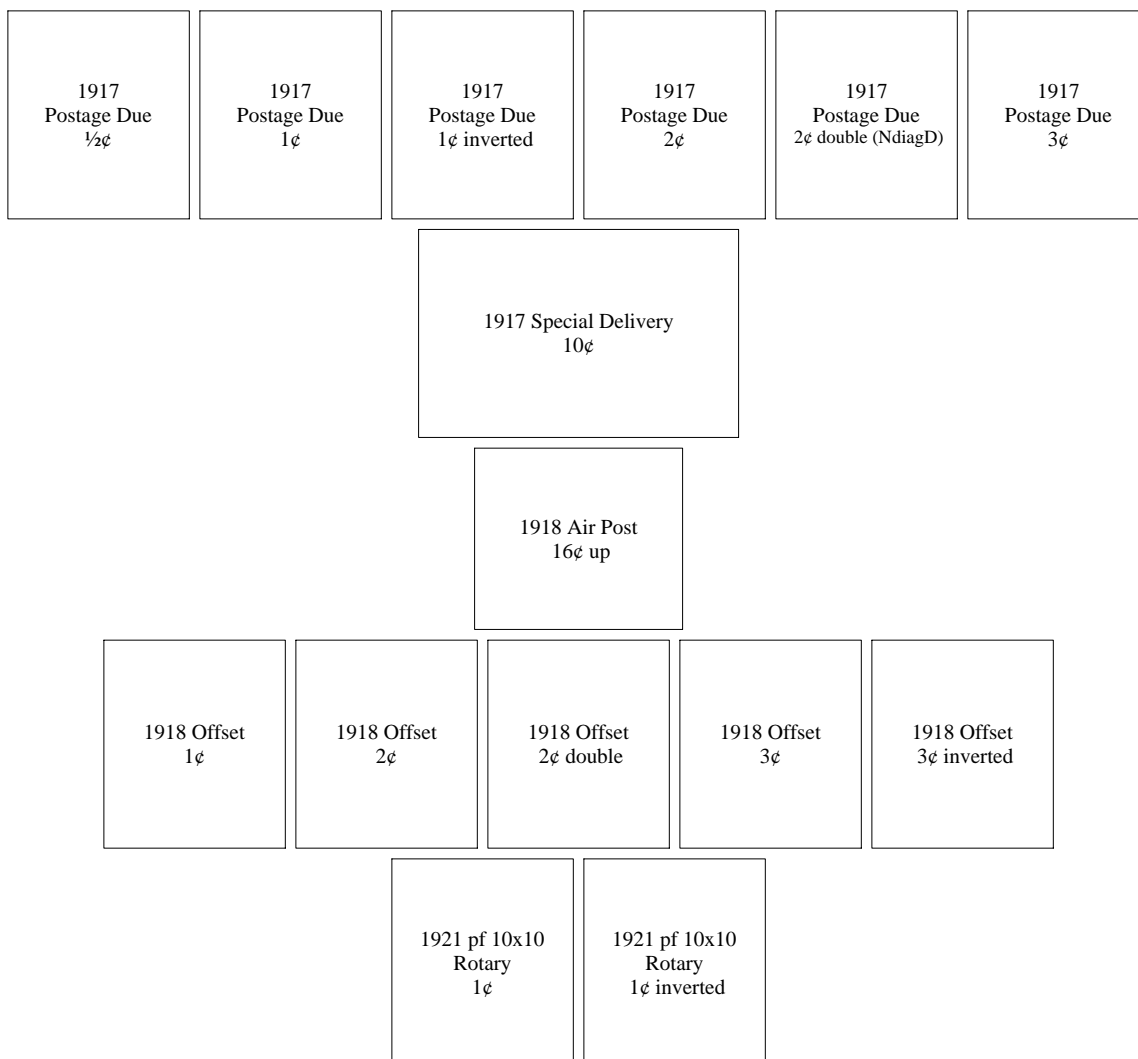 1917
Postage Due
½¢
1917
Postage Due
1¢
1917
Postage Due
1¢ inverted
1917
Postage Due
2¢
1917
Postage Due
2¢ double (NdiagD)
1917
Postage Due
3¢
1917 Special Delivery
10¢
1918 Air Post
16¢ up
1918 Offset
1¢
1918 Offset
2¢
1918 Offset
2¢ double
1918 Offset
3¢
1918 Offset
3¢ inverted
1921 pf 10x10
Rotary
1¢
1921 pf 10x10
Rotary
1¢ inverted